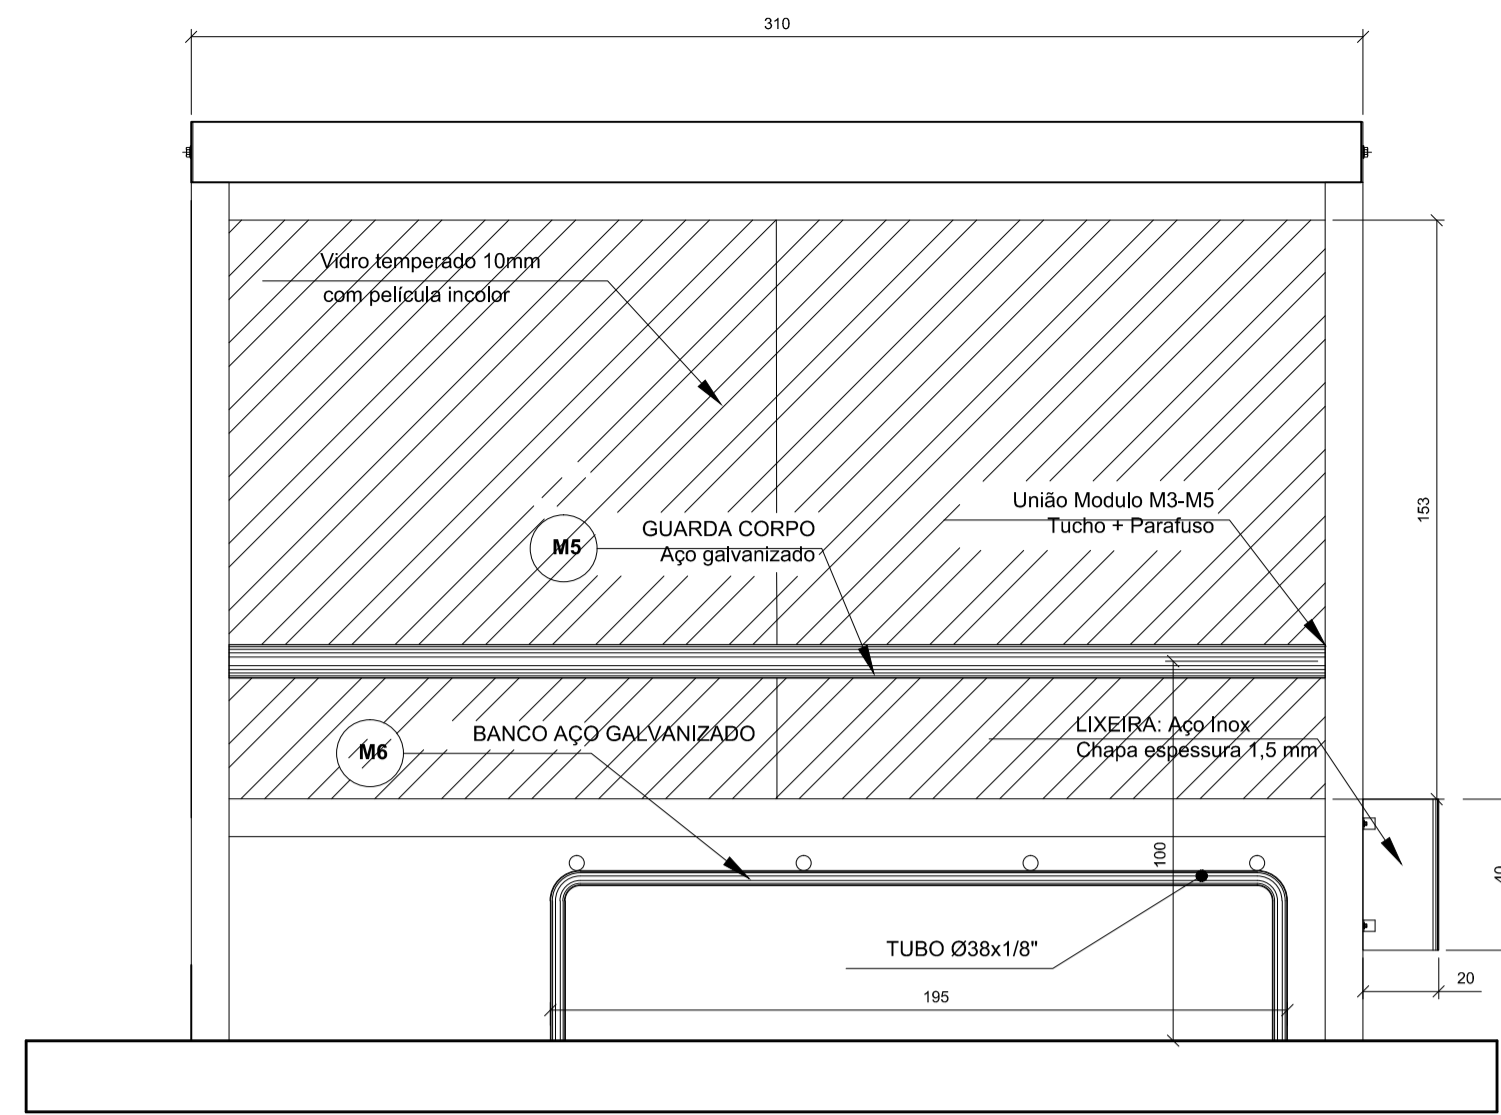 310
Vidro temperado 10mm
com película incolor
153
União Modulo M3-M5
Tucho + Parafuso
M5
GUARDA CORPO
Aço galvanizado
M6
BANCO AÇO GALVANIZADO
LIXEIRA: Aço Inox
Chapa espessura 1,5 mm
100
40
TUBO Ø38x1/8"
195
20